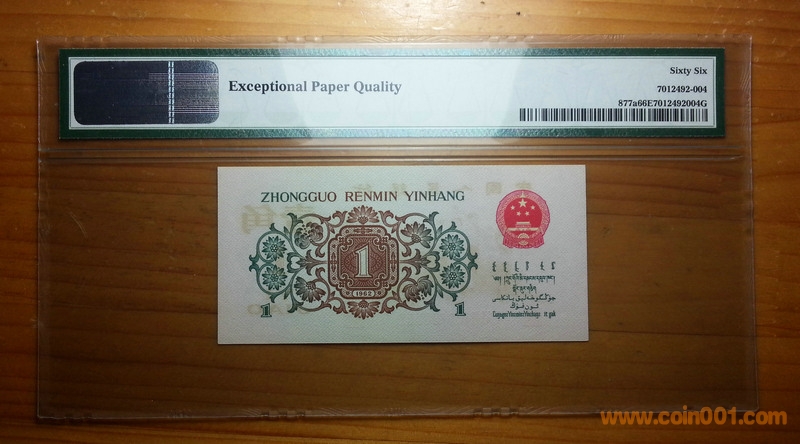 Exceptional Paper Quality
Sixty Six
7012492-004
877a66E7012492004G
ZHONGGUO RENMIN YINHANG
1
1962
1
1
www.coin001.com